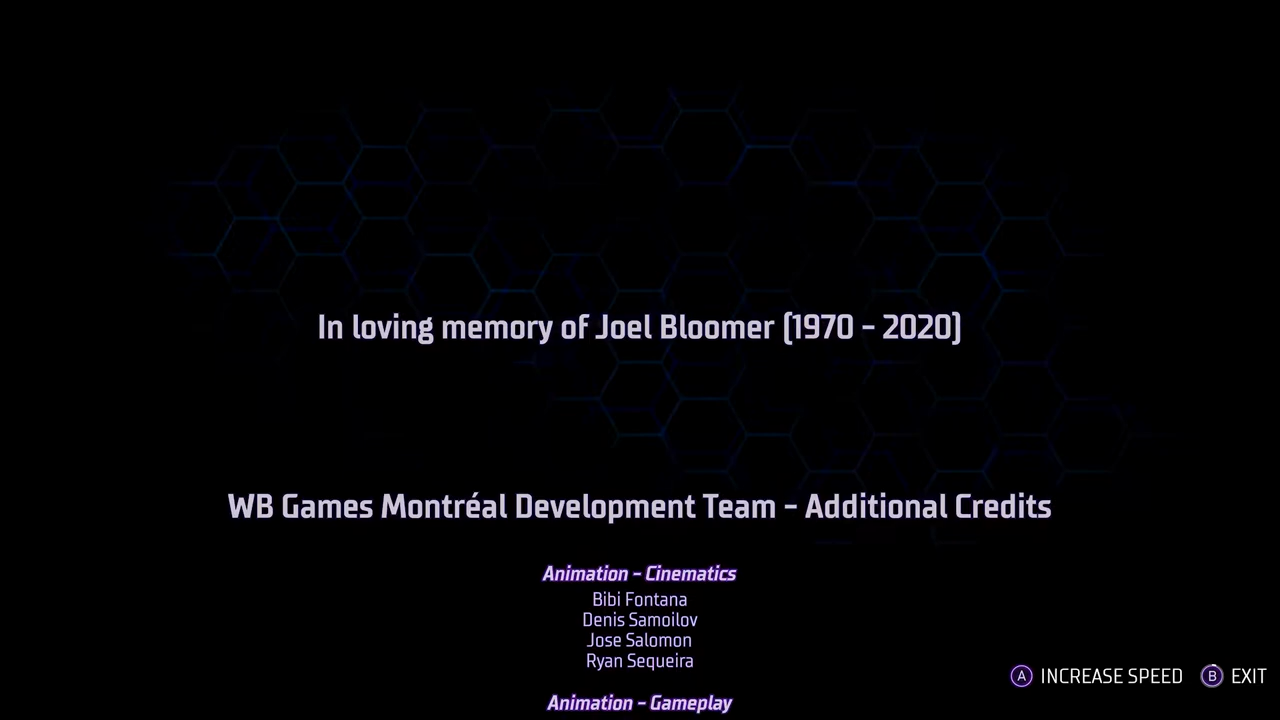 In loving memory of Joel Bloomer (1970 - 2020)
WB Games Montréal Development Team - Additional Credits
Animation - Cinematics
Bibi Fontana
Denis Samoilov
Jose Salomon
Ryan Sequeira
A INCREASE SPEED B EXIT
Animation - Gameplay